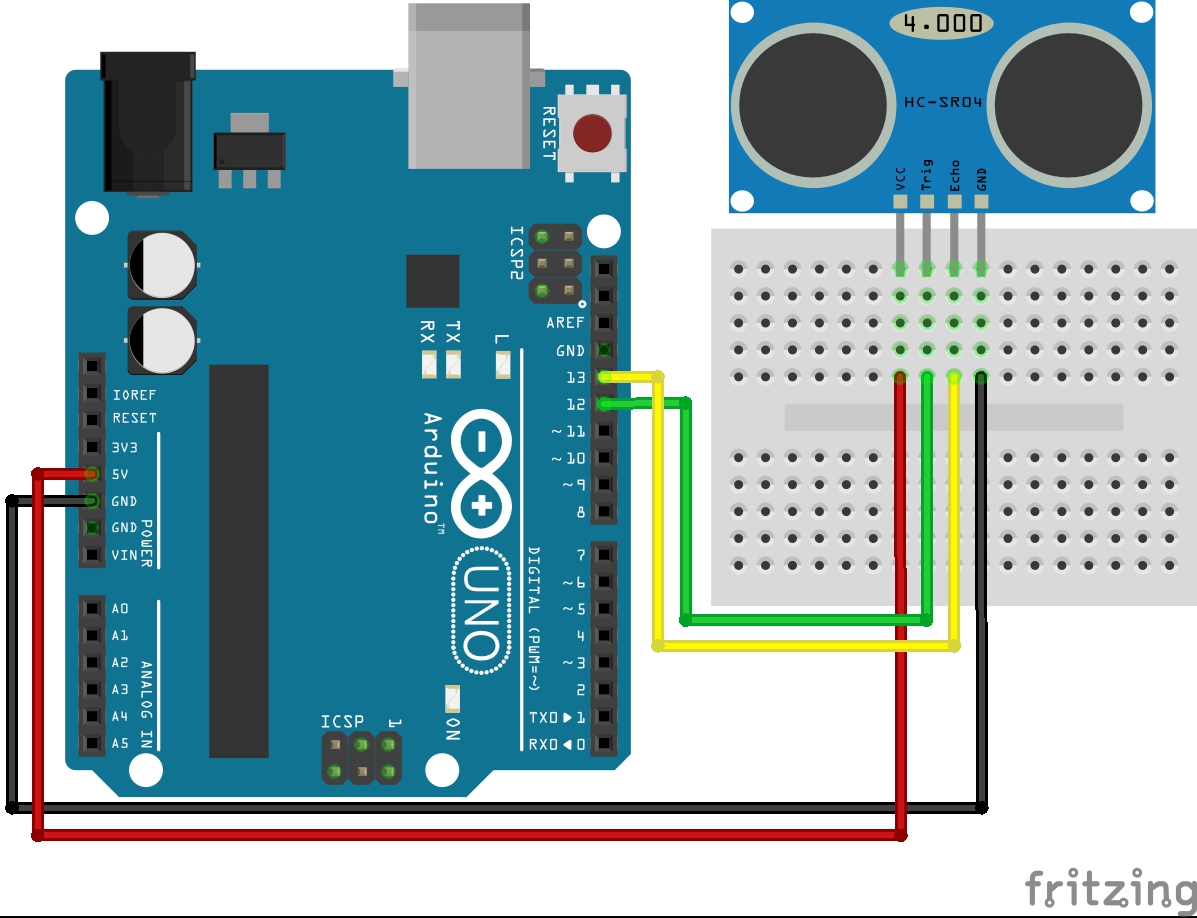 4.000
HC-SR04
VCC
Trig
Echo
GND
RESET
ICSP2
AREF
GND
13
12
~11
~10
~9
8
RX
TX
L
Arduino™
UNO
IOREF
RESET
3V3
5V
GND
GND
VIN
POWER
DIGITAL (PWM=~)
7
~6
~5
4
~3
2
TX0▶1
RX0◀0
A0
A1
A2
A3
A4
A5
ANALOG IN
ICSP
1
ON
fritzing